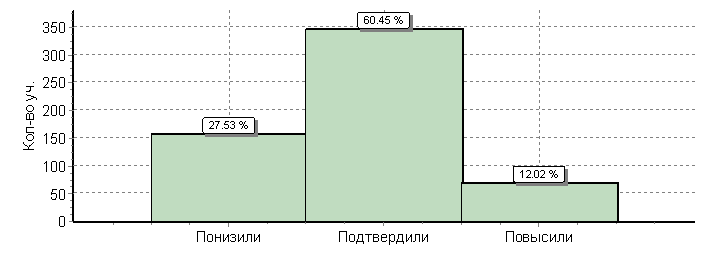 Кол-во уч.
350
300
250
200
150
100
50
0
27.53 %
60.45 %
12.02 %
Понизили
Подтвердили
Повысили